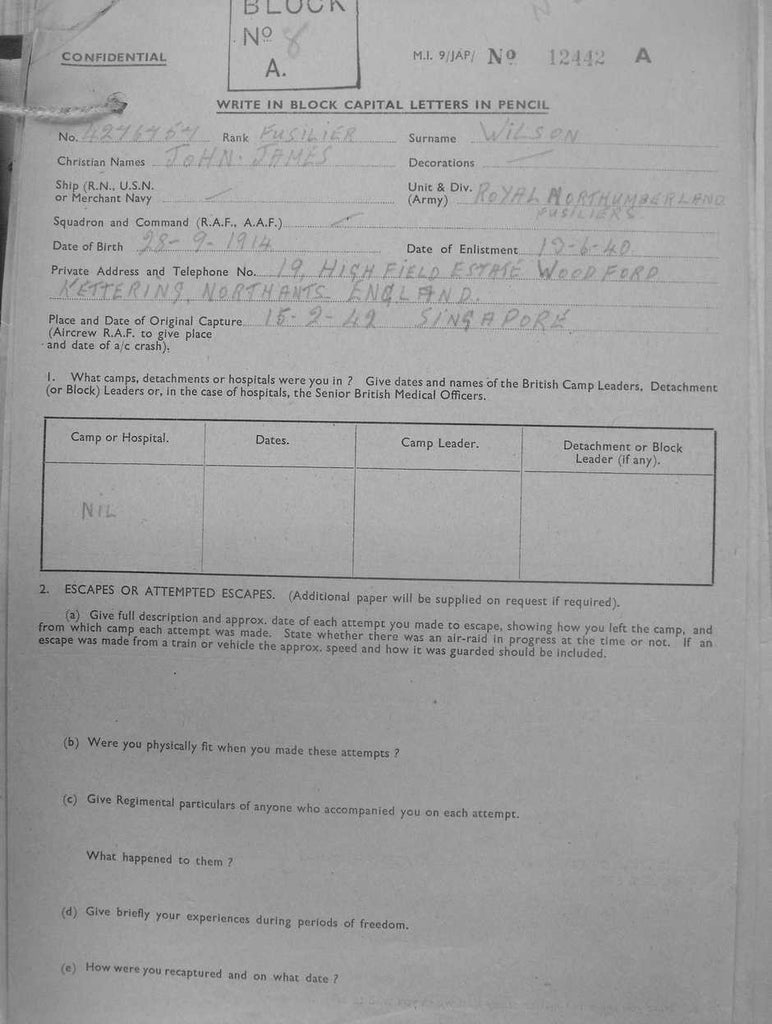 BLOCK
Nº 8
A.
CONFIDENTIAL
M.I. 9/JAP/ Nº 12442 A
WRITE IN BLOCK CAPITAL LETTERS IN PENCIL
No. 4276757 Rank FUSILIER Surname WILSON
Christian Names JOHN. JAMES Decorations —
Ship (R.N., U.S.N. or Merchant Navy —
Unit & Div. (Army) ROYAL NORTHUMBERLAND FUSILIERS
Squadron and Command (R.A.F., A.A.F.)
Date of Birth 28-9-1914 Date of Enlistment
Private Address and Telephone No. 19, HIGHFIELD ESTATE WOODFORD
KETTERING, NORTHANTS ENGLAND.
Place and Date of Original Capture 15-2-42 SINGAPORE
(Aircrew R.A.F. to give place
and date of a/c crash).
1. What camps, detachments or hospitals were you in ? Give dates and names of the British Camp Leaders, Detachment
(or Block) Leaders or, in the case of hospitals, the Senior British Medical Officers.
Camp or Hospital. Dates. Camp Leader. Detachment or Block
Leader (if any).
NIL
2. ESCAPES OR ATTEMPTED ESCAPES. (Additional paper will be supplied on request if required).
(a) Give full description and approx. date of each attempt you made to escape, showing how you left the camp, and
from which camp each attempt was made. State whether there was an air-raid in progress at the time or not. If an
escape was made from a train or vehicle the approx. speed and how it was guarded should be included.
(b) Were you physically fit when you made these attempts ?
(c) Give Regimental particulars of anyone who accompanied you on each attempt.
What happened to them ?
(d) Give briefly your experiences during periods of freedom.
(e) How were you recaptured and on what date ?